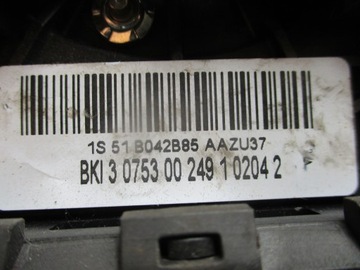 1S 51 B042B85 AAZU37
BKI 3 0753 00 249 1 0204 2